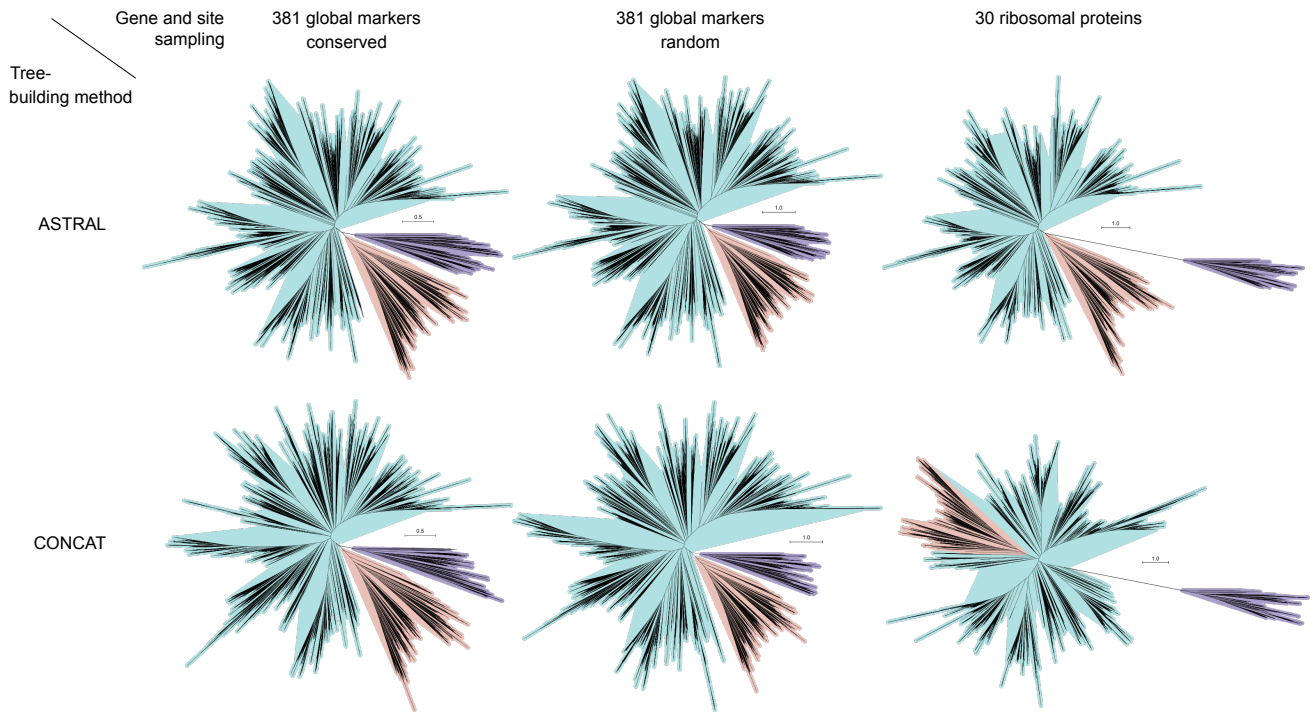 Gene and site
sampling
381 global markers
conserved
381 global markers
random
30 ribosomal proteins
Tree-
building method
ASTRAL
0.5
1.0
1.0
CONCAT
0.5
1.0
1.0